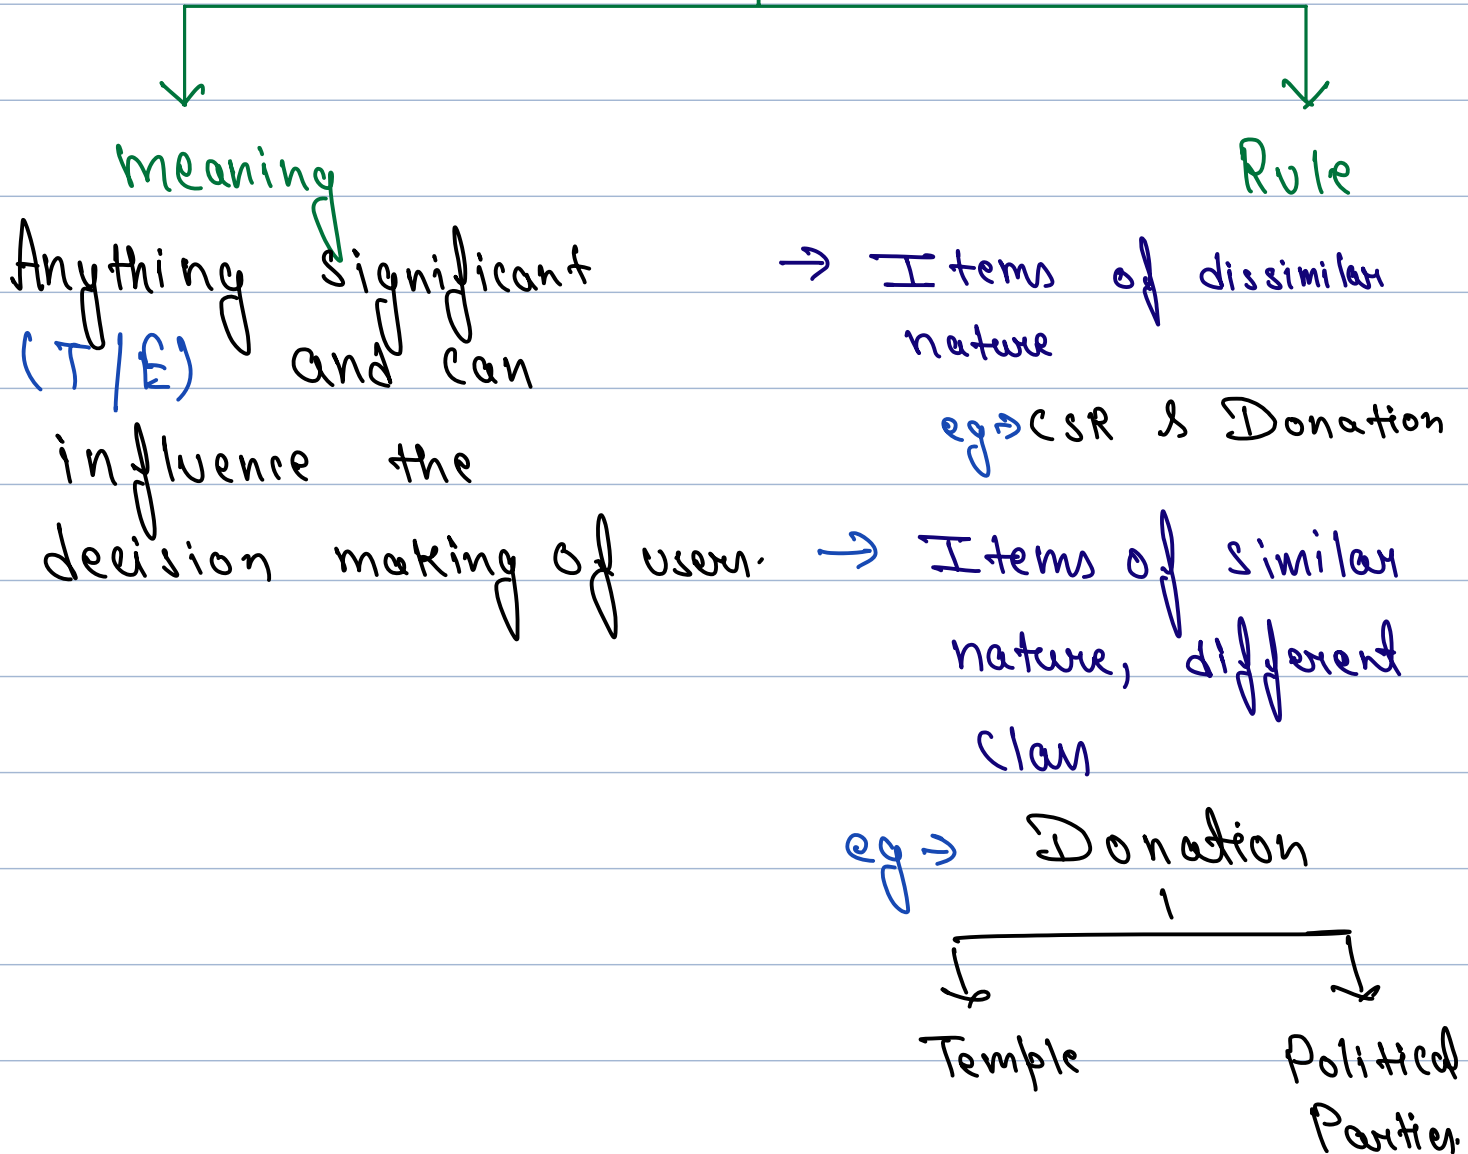 meaning
Anything significant
(T/E) and can
influence the
decision making of users.
Rule
→ Items of dissimilar
nature
eg→ CSR & Donation
→ Items of similar
nature, different
Class
eg → Donation
Temple
Political
Parties.